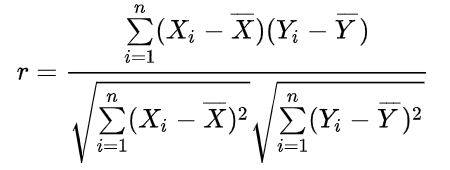 r = \frac{\sum_{i=1}^{n}(X_i - \overline{X})(Y_i - \overline{Y})}{\sqrt{\sum_{i=1}^{n}(X_i - \overline{X})^2}\sqrt{\sum_{i=1}^{n}(Y_i - \overline{Y})^2}}